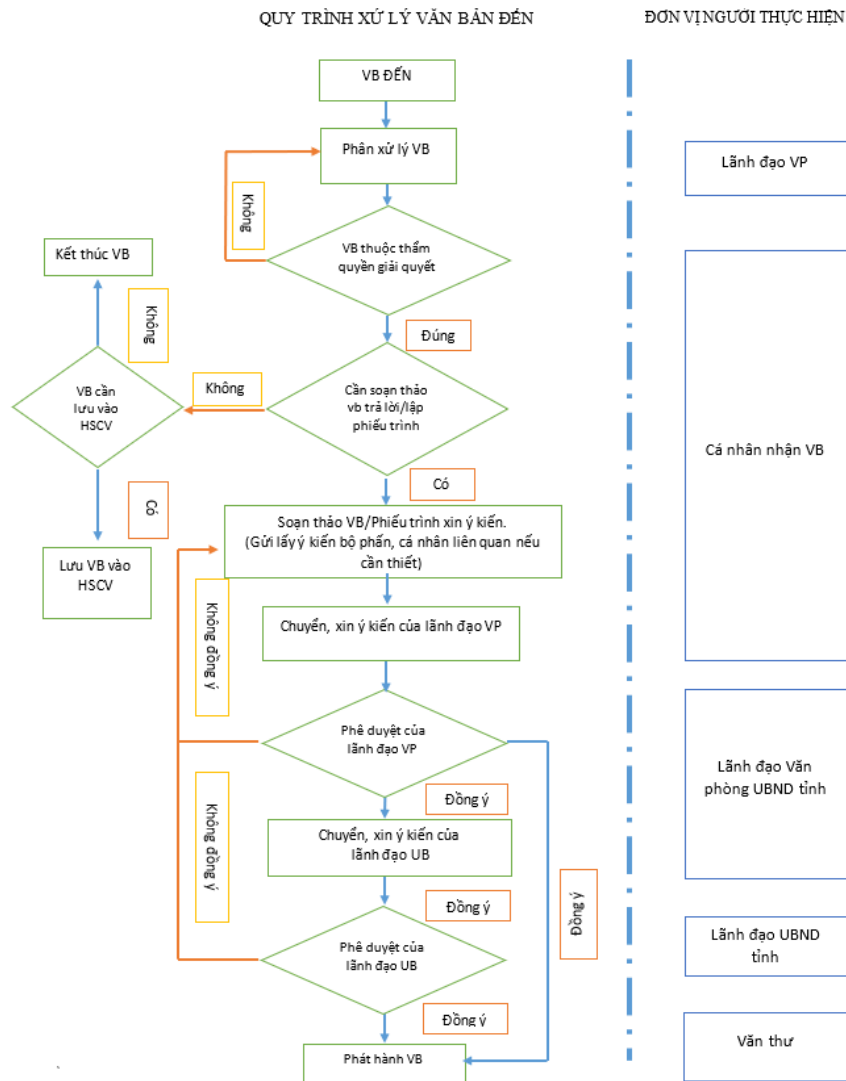 QUY TRÌNH XỬ LÝ VĂN BẢN ĐẾN
ĐƠN VỊ NGƯỜI THỰC HIỆN
VB ĐẾN
Phân xử lý VB
Lãnh đạo VP
Không
VB thuộc thẩm
quyền giải quyết
Kết thúc VB
Không
Đúng
VB cần
lưu vào
HSCV
Không
Cần soạn thảo
vb trả lời/lập
phiếu trình
Cá nhân nhận VB
Có
Có
Soạn thảo VB/Phiếu trình xin ý kiến.
(Gửi lấy ý kiến bộ phấn, cá nhân liên quan nếu
cần thiết)
Lưu VB vào
HSCV
Không đồng ý
Chuyển, xin ý kiến của lãnh đạo VP
Phê duyệt của
lãnh đạo VP
Lãnh đạo Văn
phòng UBND tỉnh
Đồng ý
Không đồng ý
Chuyển, xin ý kiến của
lãnh đạo UB
Đồng ý
Đồng ý
Phê duyệt của
lãnh đạo UB
Lãnh đạo UBND
tỉnh
Đồng ý
Phát hành VB
Văn thư